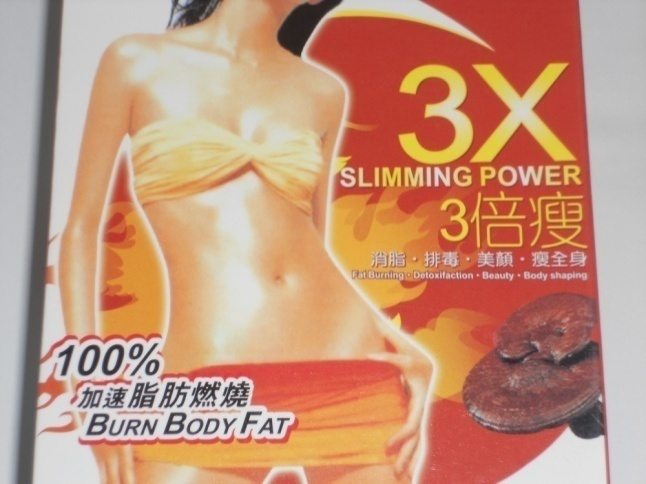 3X
SLIMMING POWER
3倍瘦
消脂・排毒・美顏・瘦全身
Fat Burning・Detoxifaction・Beauty・Body shaping
100%
加速脂肪燃燒
BURN BODY FAT